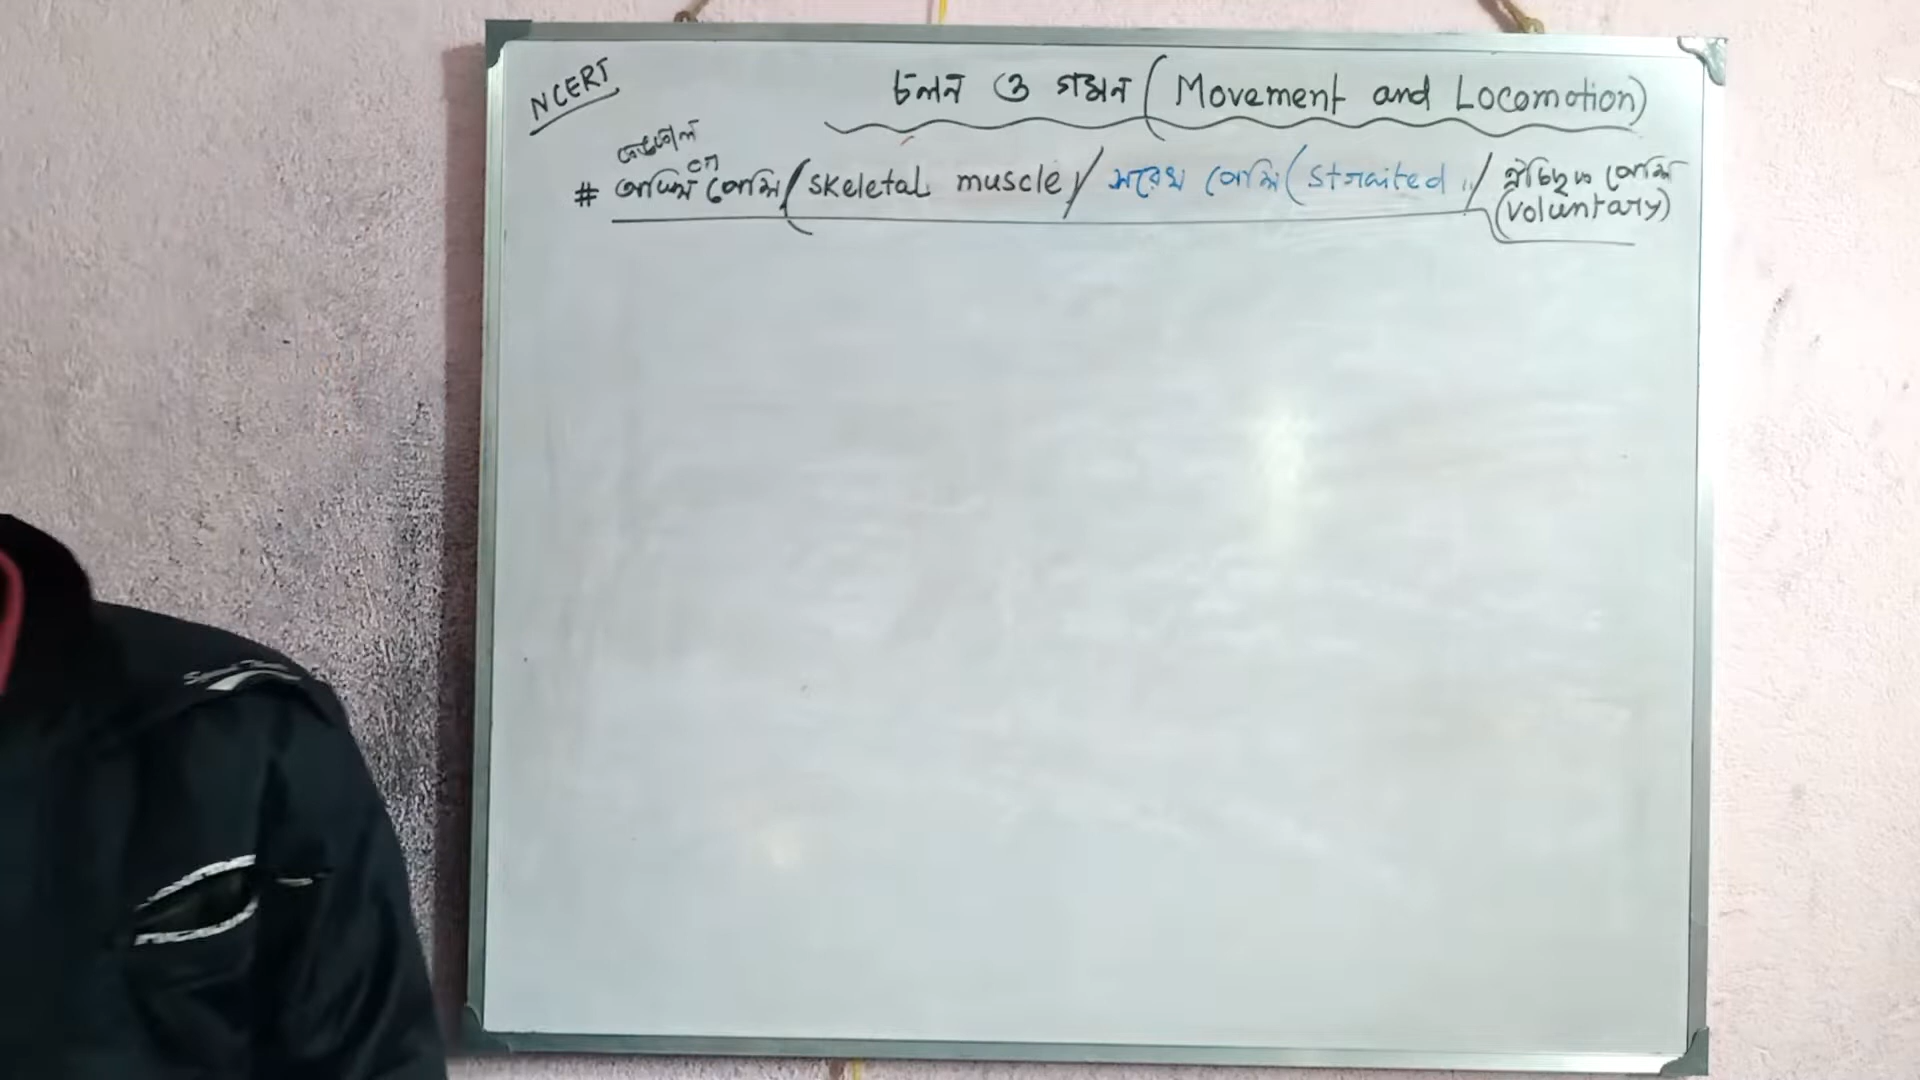 NCERT
চলন ও গমন (Movement and Locomotion)
# পেশি (skeletal muscle / সরেখ পেশি (straited " / ঐচ্ছিক পেশি
(voluntary)